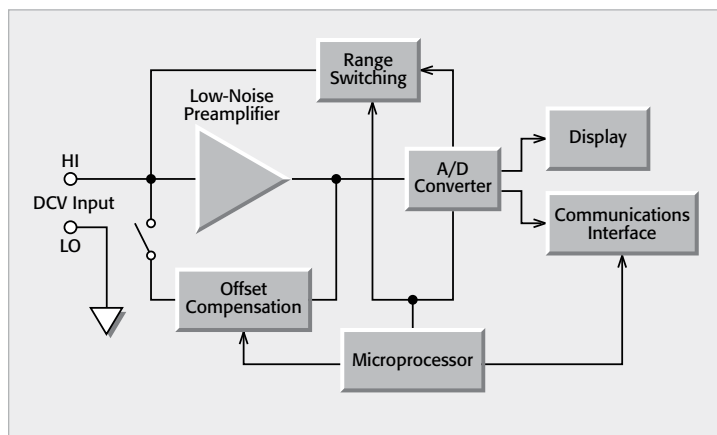 Range
Switching
Low-Noise
Preamplifier
HI
DCV Input
LO
A/D
Converter
Display
Communications
Interface
Offset
Compensation
Microprocessor